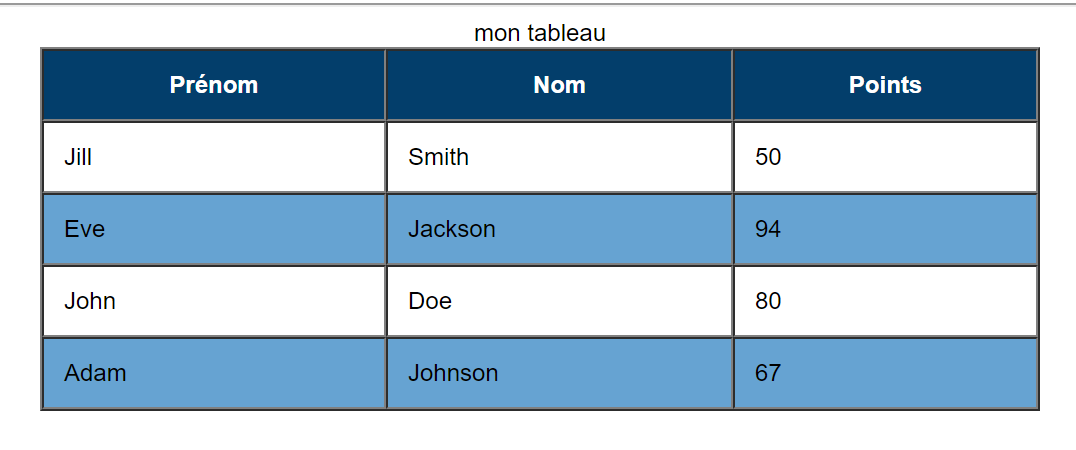 mon tableau
Prénom Nom Points
Jill Smith 50
Eve Jackson 94
John Doe 80
Adam Johnson 67